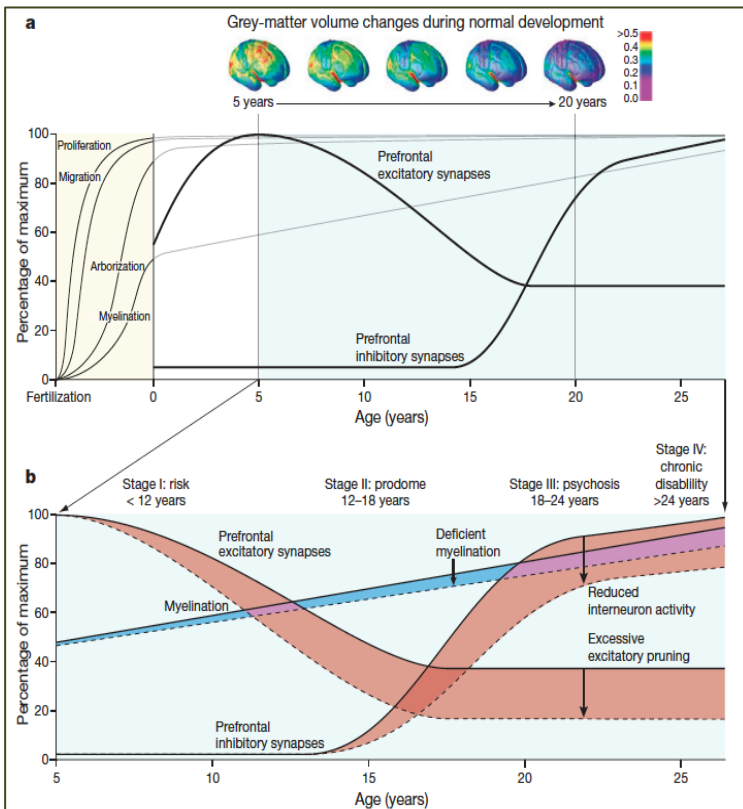 a
Grey-matter volume changes during normal development
>0.5
0.4
0.3
0.2
0.1
0.0
5 years
20 years
Percentage of maximum
100
80
60
40
20
0
Proliferation
Migration
Arborization
Myelination
Prefrontal
excitatory synapses
Prefrontal
inhibitory synapses
Fertilization
0
5
10
15
20
25
Age (years)
b
Stage I: risk
< 12 years
Stage II: prodome
12–18 years
Stage III: psychosis
18–24 years
Stage IV:
chronic
disablility
>24 years
Percentage of maximum
100
80
60
40
20
0
Prefrontal
excitatory synapses
Myelination
Deficient
myelination
Reduced
interneuron activity
Excessive
excitatory pruning
Prefrontal
inhibitory synapses
5
10
15
20
25
Age (years)